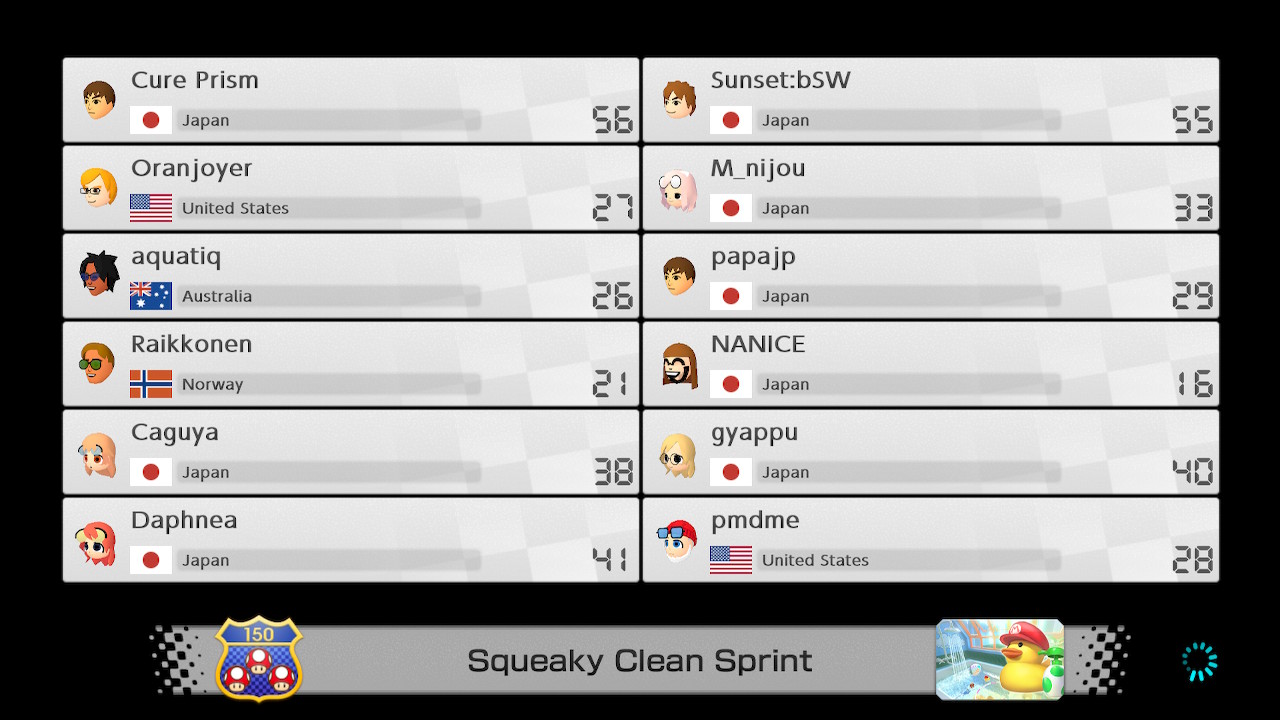 Cure Prism
Japan 56
Sunset:bSW
Japan 55
Oranjoyer
United States 27
M_nijou
Japan 33
aquatiq
Australia 26
papajp
Japan 29
Raikkonen
Norway 21
NANICE
Japan 16
Caguya
Japan 38
gyappu
Japan 40
Daphnea
Japan 41
pmdme
United States 28
150
Squeaky Clean Sprint